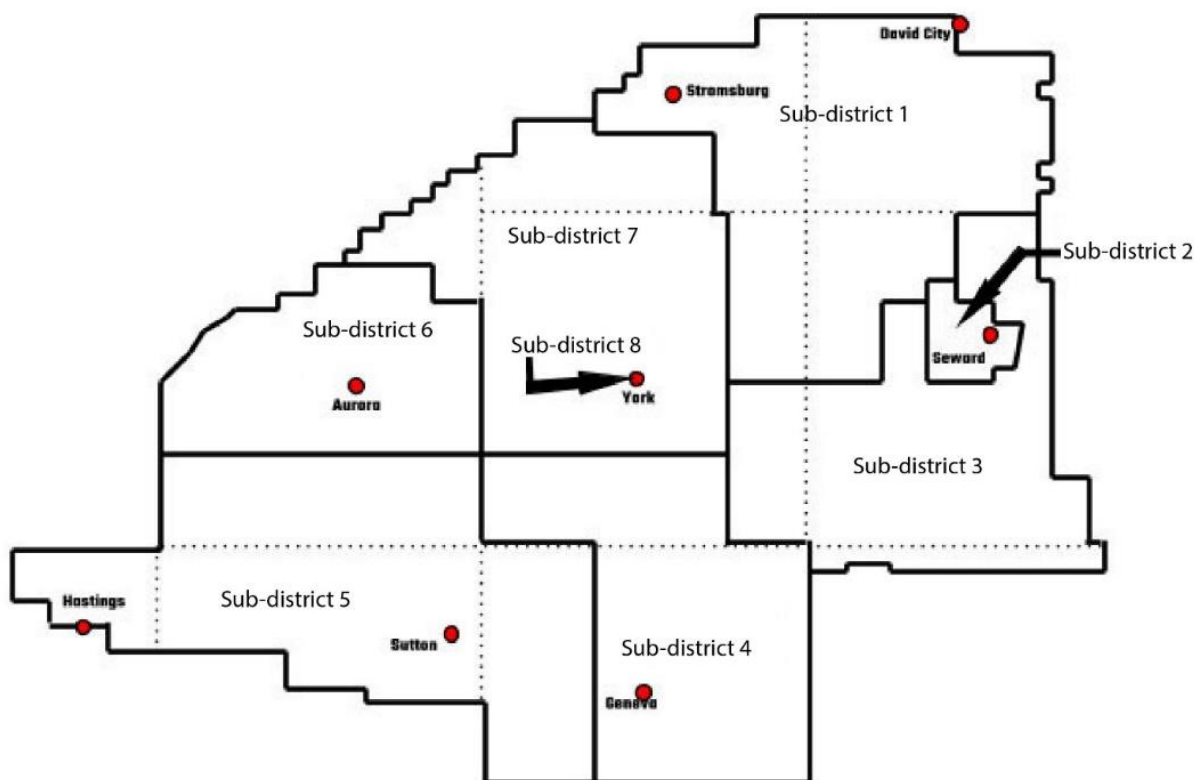 David City
Stromsburg
Sub-district 1
Sub-district 7
Sub-district 2
Sub-district 6
Sub-district 8
Seward
Aurora
York
Sub-district 3
Hastings
Sub-district 5
Sutton
Sub-district 4
Geneva